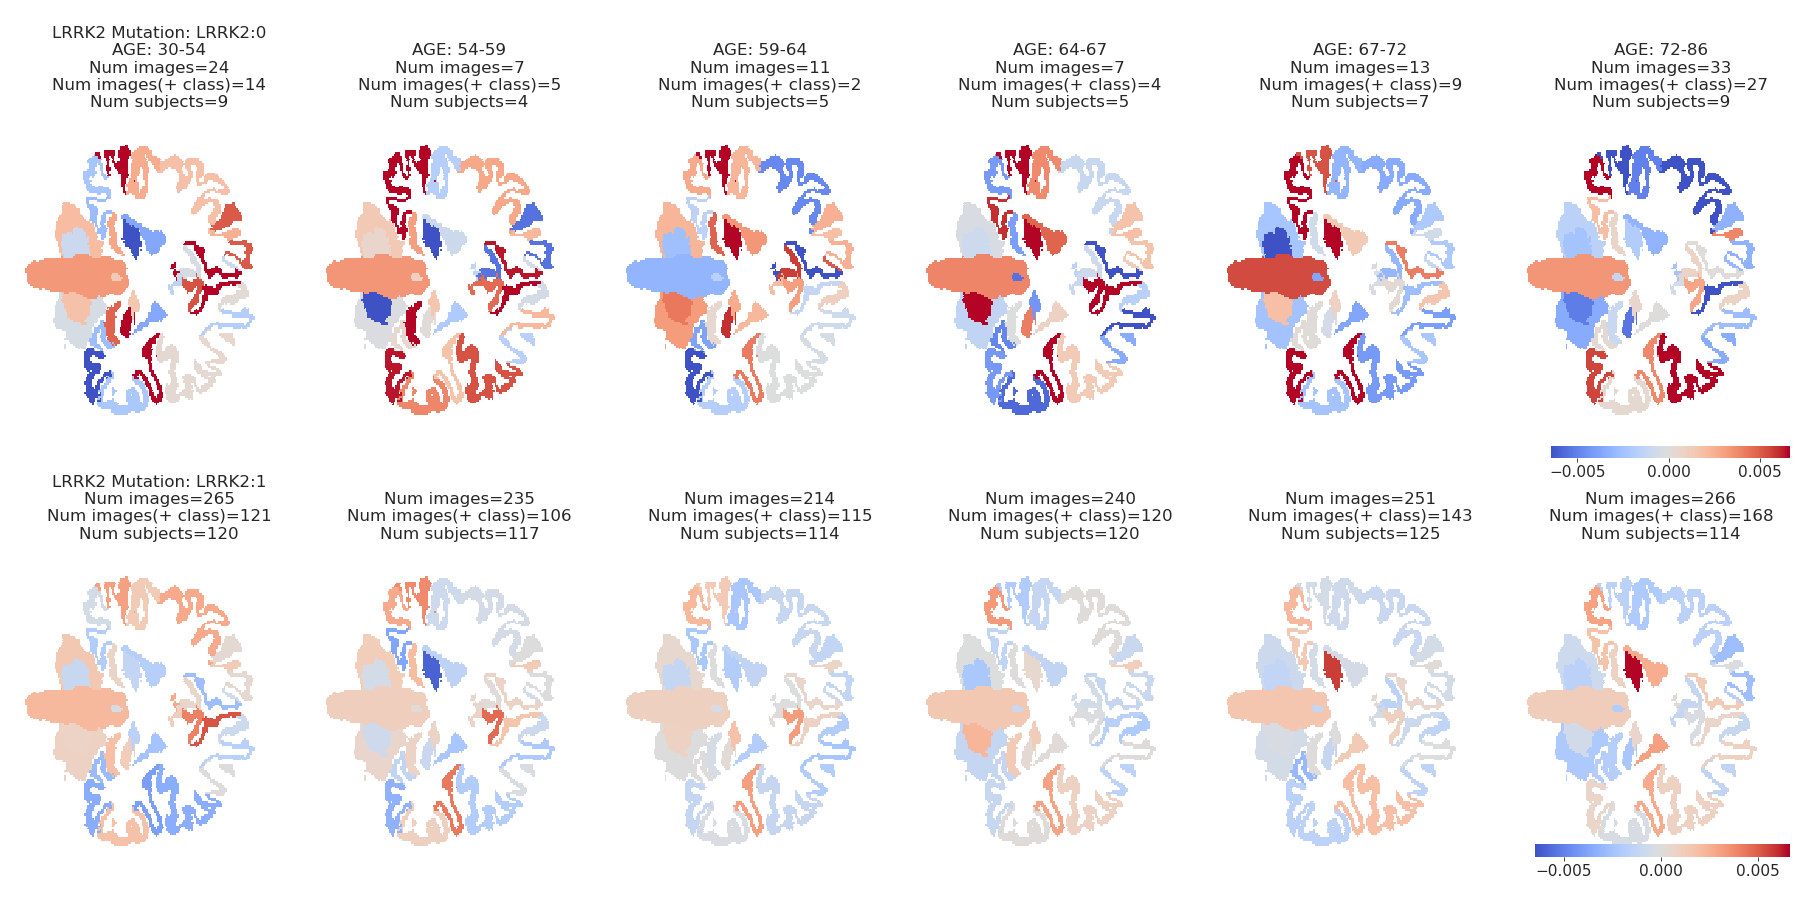 LRRK2 Mutation: LRRK2:0
AGE: 30-54
Num images=24
Num images(+ class)=14
Num subjects=9
AGE: 54-59
Num images=7
Num images(+ class)=5
Num subjects=4
AGE: 59-64
Num images=11
Num images(+ class)=2
Num subjects=5
AGE: 64-67
Num images=7
Num images(+ class)=4
Num subjects=5
AGE: 67-72
Num images=13
Num images(+ class)=9
Num subjects=7
AGE: 72-86
Num images=33
Num images(+ class)=27
Num subjects=9
−0.005 0.000 0.005
LRRK2 Mutation: LRRK2:1
Num images=265
Num images(+ class)=121
Num subjects=120
Num images=235
Num images(+ class)=106
Num subjects=117
Num images=214
Num images(+ class)=115
Num subjects=114
Num images=240
Num images(+ class)=120
Num subjects=120
Num images=251
Num images(+ class)=143
Num subjects=125
Num images=266
Num images(+ class)=168
Num subjects=114
−0.005 0.000 0.005